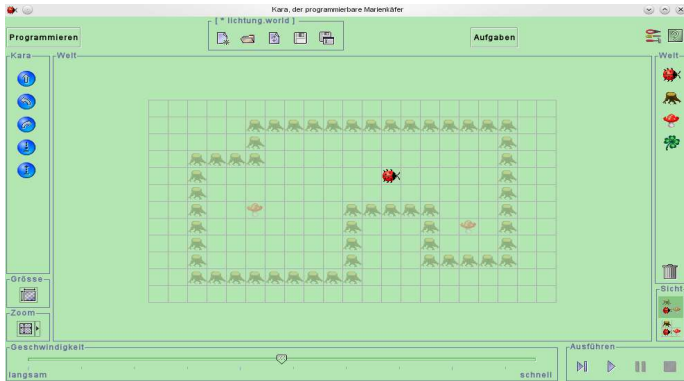 Kara, der programmierbare Marienkäfer
[ * lichtung.world ]
Programmieren
Aufgaben
Kara
Welt
Welt
Grösse
Zoom
Sicht
Geschwindigkeit
langsam
schnell
Ausführen